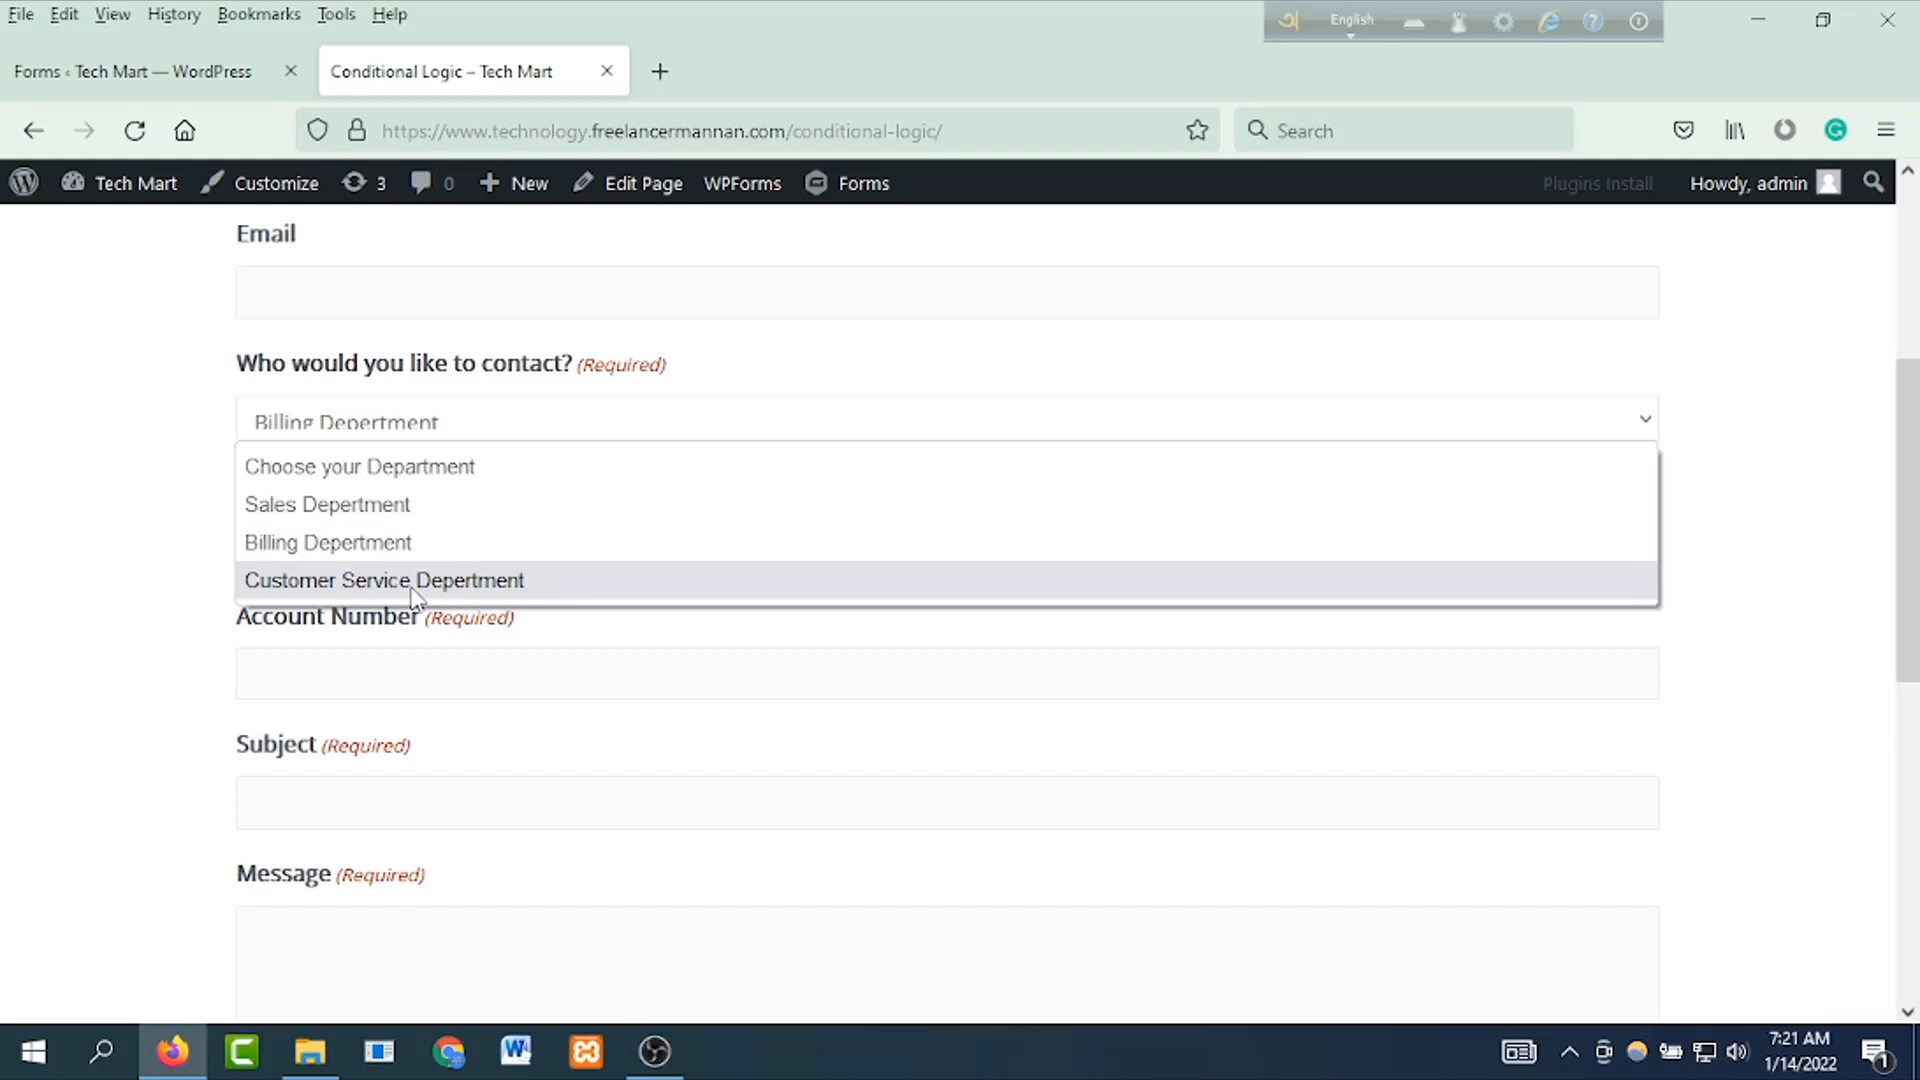 File Edit View History Bookmarks Tools Help
অ English
Forms ‹ Tech Mart — WordPress
Conditional Logic – Tech Mart
https://www.technology.freelancermannan.com/conditional-logic/
Search
Tech Mart Customize 3 0 New Edit Page WPForms Forms Plugins Install Howdy, admin
Email
Who would you like to contact? (Required)
Billing Depertment
Choose your Department
Sales Depertment
Billing Depertment
Customer Service Depertment
Account Number (Required)
Subject (Required)
Message (Required)
7:21 AM
1/14/2022
1